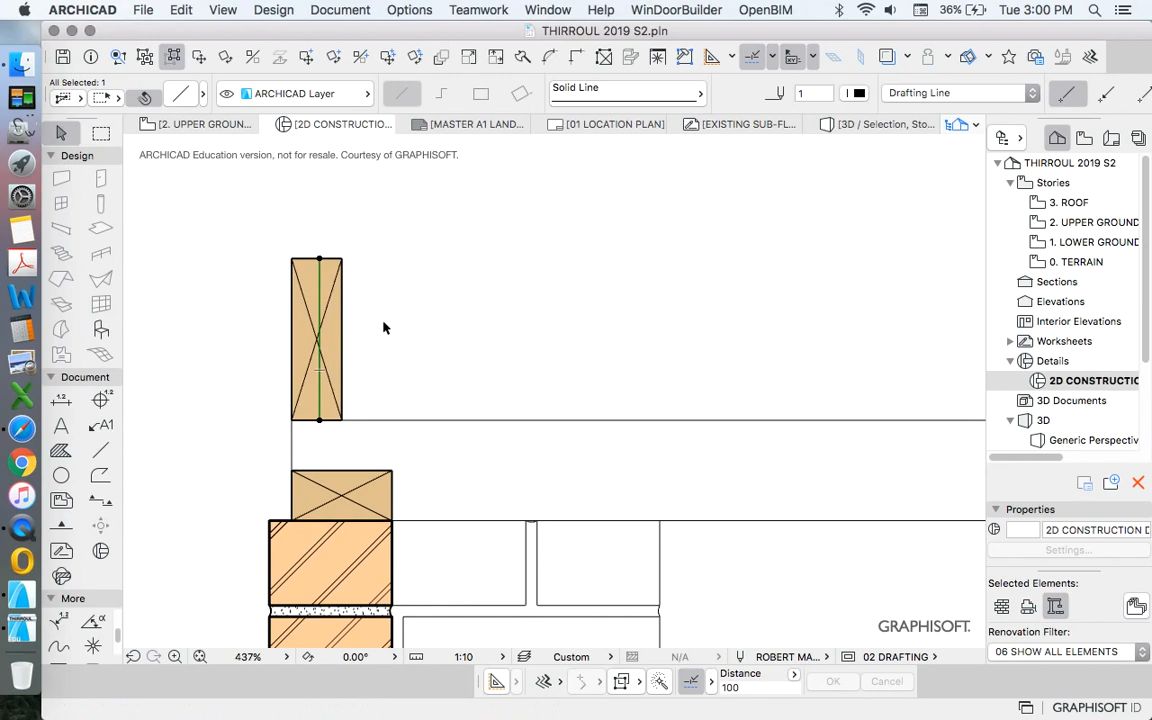 ARCHICAD File Edit View Design Document Options Teamwork Window Help WinDoorBuilder OpenBIM 36% Tue 3:00 PM
THIRROUL 2019 S2.pln
All Selected: 1
ARCHICAD Layer
Solid Line
1
Drafting Line
[2. UPPER GROUN...
[2D CONSTRUCTIO...
[MASTER A1 LAND...
[01 LOCATION PLAN]
[EXISTING SUB-FL...
[3D / Selection, Sto...
Design
Document
More
ARCHICAD Education version, not for resale. Courtesy of GRAPHISOFT.
GRAPHISOFT.
THIRROUL 2019 S2
Stories
3. ROOF
2. UPPER GROUND
1. LOWER GROUND
0. TERRAIN
Sections
Elevations
Interior Elevations
Worksheets
Details
2D CONSTRUCTIO
3D Documents
3D
Generic Perspectiv
Properties
2D CONSTRUCTION D
Settings...
Selected Elements:
Renovation Filter:
06 SHOW ALL ELEMENTS
437% 0.00° 1:10 Custom N/A ROBERT MA... 02 DRAFTING
Distance
100
OK
Cancel
GRAPHISOFT ID